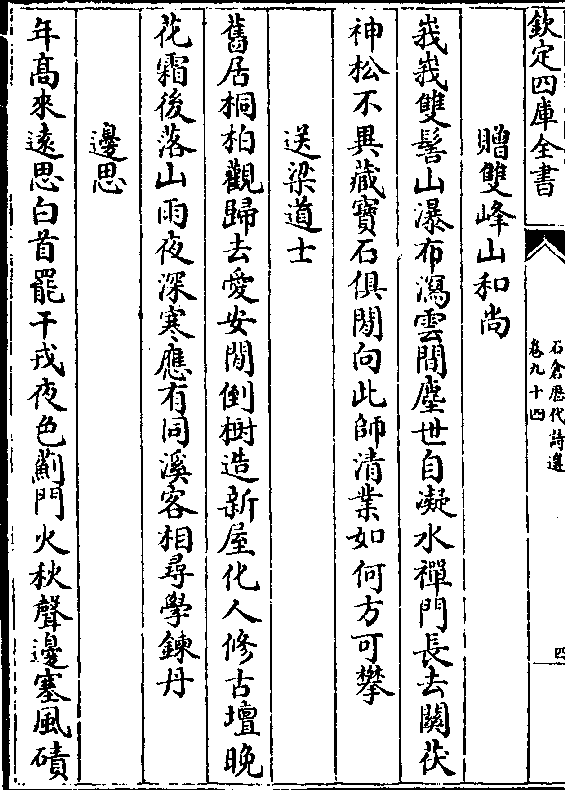 欽定四庫全書
石倉歷代詩選
卷九十四
四
贈雙峰山和尚
峩峩雙髻山瀑布瀉雲間塵世自凝水禪門長去關茯
神松不異藏寶石俱閒向此師清業如何方可攀
送梁道士
舊居桐柏觀歸去愛安閒倒樹造新屋化人修古壇晚
花霜後落山雨夜深寒應有同溪客相尋學鍊丹
邊思
年高來遠思白首罷干戎夜色薊門火秋聲邊塞風磧